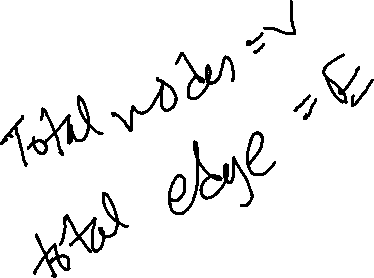 Total nodes = V
total edge = E